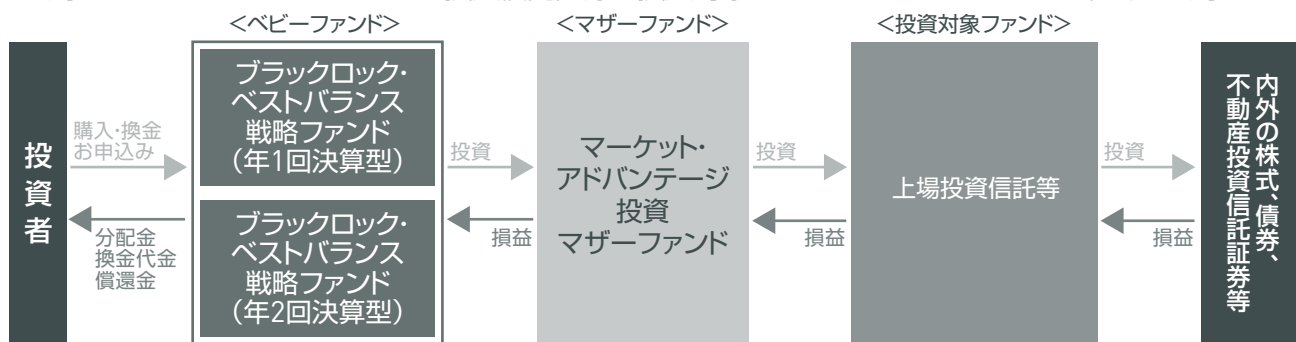 ＜ベビーファンド＞
＜マザーファンド＞
＜投資対象ファンド＞
投資者
購入・換金
お申込み
分配金
換金代金
償還金
ブラックロック・
ベストバランス
戦略ファンド
（年1回決算型）
ブラックロック・
ベストバランス
戦略ファンド
（年2回決算型）
投資
損益
マーケット・
アドバンテージ
投資
マザーファンド
投資
損益
上場投資信託等
投資
損益
内外の株式、債券、
不動産投資信託証券等